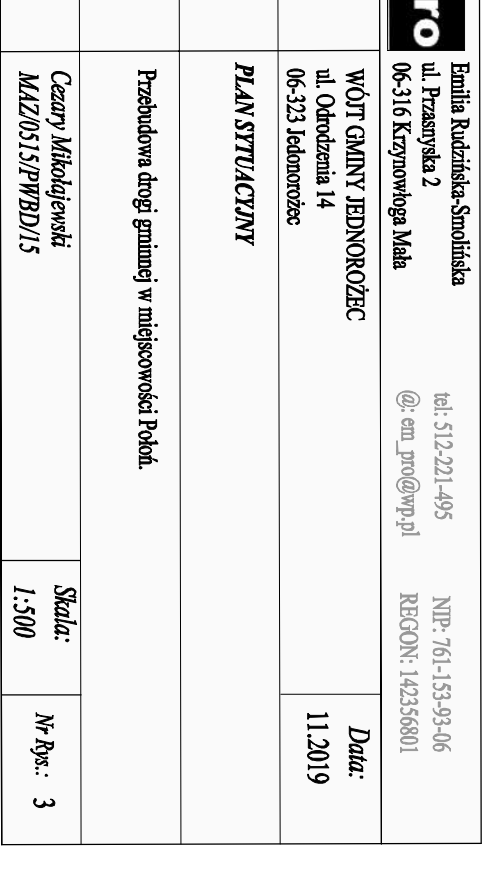 ro
Emilia Rudzińska-Smolińska
ul. Przasnyska 2
06-316 Krzynowłoga Mała
tel: 512-221-495
@: em_pro@wp.pl
NIP: 761-153-93-06
REGON: 142356801
WÓJT GMINY JEDNOROŻEC
ul. Odrodzenia 14
06-323 Jedonorożec
Data:
11.2019
PLAN SYTUACYJNY
Przebudowa drogi gminnej w miejscowości Połoń.
Cezary Mikołajewski
MAZ/0515/PWBD/15
Skala:
1:500
Nr Rys.: 3